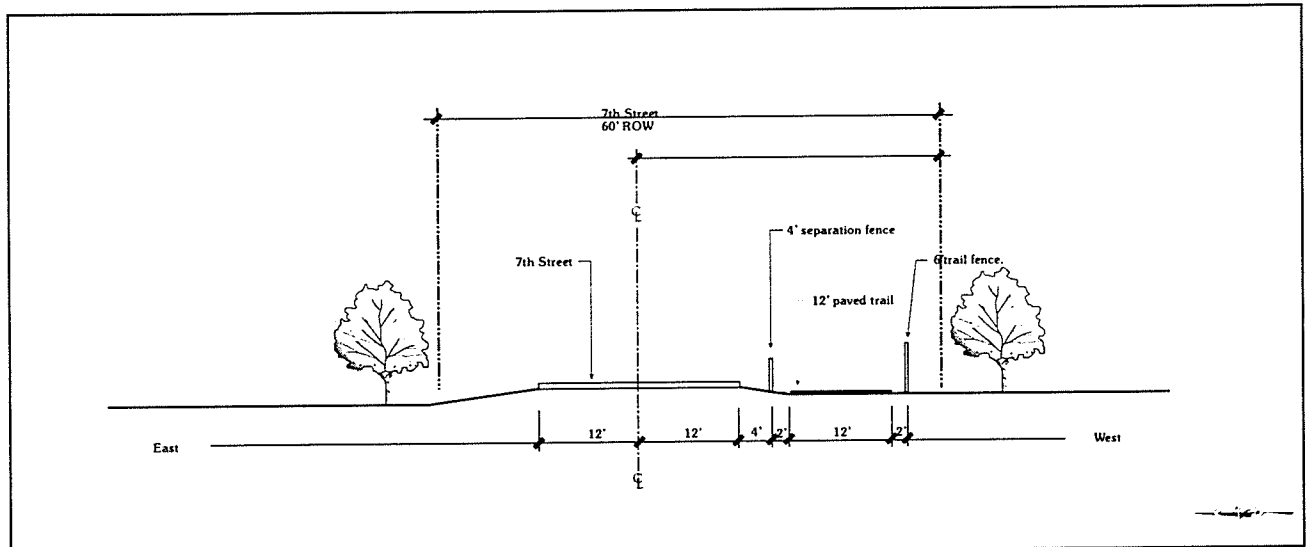 7th Street
60' ROW
℄
4' separation fence
7th Street
6' trail fence.
12' paved trail
12'
12'
4'
2'
12'
2'
East
West
℄